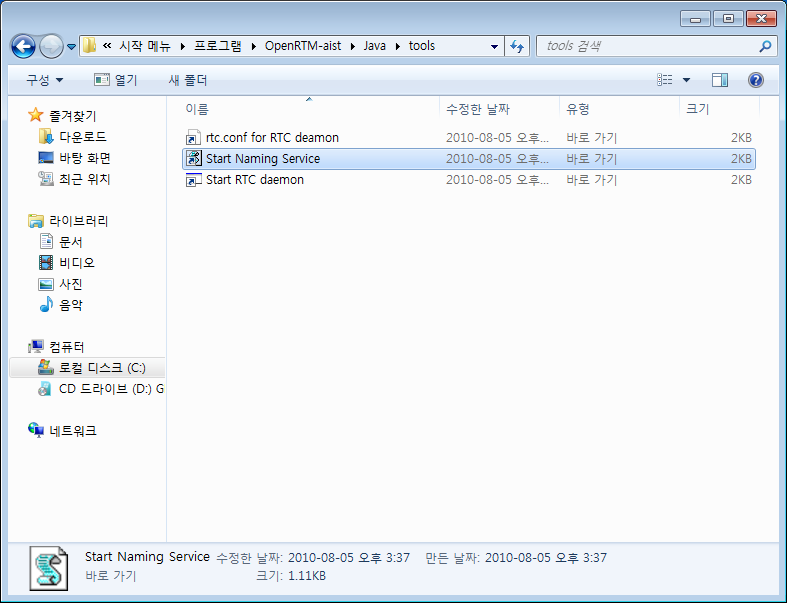 « 시작 메뉴 ▸ 프로그램 ▸ OpenRTM-aist ▸ Java ▸ tools
tools 검색
구성 열기 새 폴더
이름 수정한 날짜 유형 크기
rtc.conf for RTC deamon 2010-08-05 오후... 바로 가기 2KB
Start Naming Service 2010-08-05 오후... 바로 가기 2KB
Start RTC daemon 2010-08-05 오후... 바로 가기 2KB
즐겨찾기
다운로드
바탕 화면
최근 위치
라이브러리
문서
비디오
사진
음악
컴퓨터
로컬 디스크 (C:)
CD 드라이브 (D:) G
네트워크
Start Naming Service 수정한 날짜: 2010-08-05 오후 3:37 만든 날짜: 2010-08-05 오후 3:37
바로 가기 크기: 1.11KB